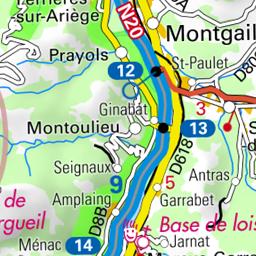 Ferrières
-sur-Ariège
N20
Montgail
Prayols
12
St-Paulet
D80
Ginabat
3
Montoulieu
13
S
D618
Seignaux
Antras
9
5
de
Amplaing
Garrabet
rgueil
D8B
Base de lois
Ménac
14
Jarnat